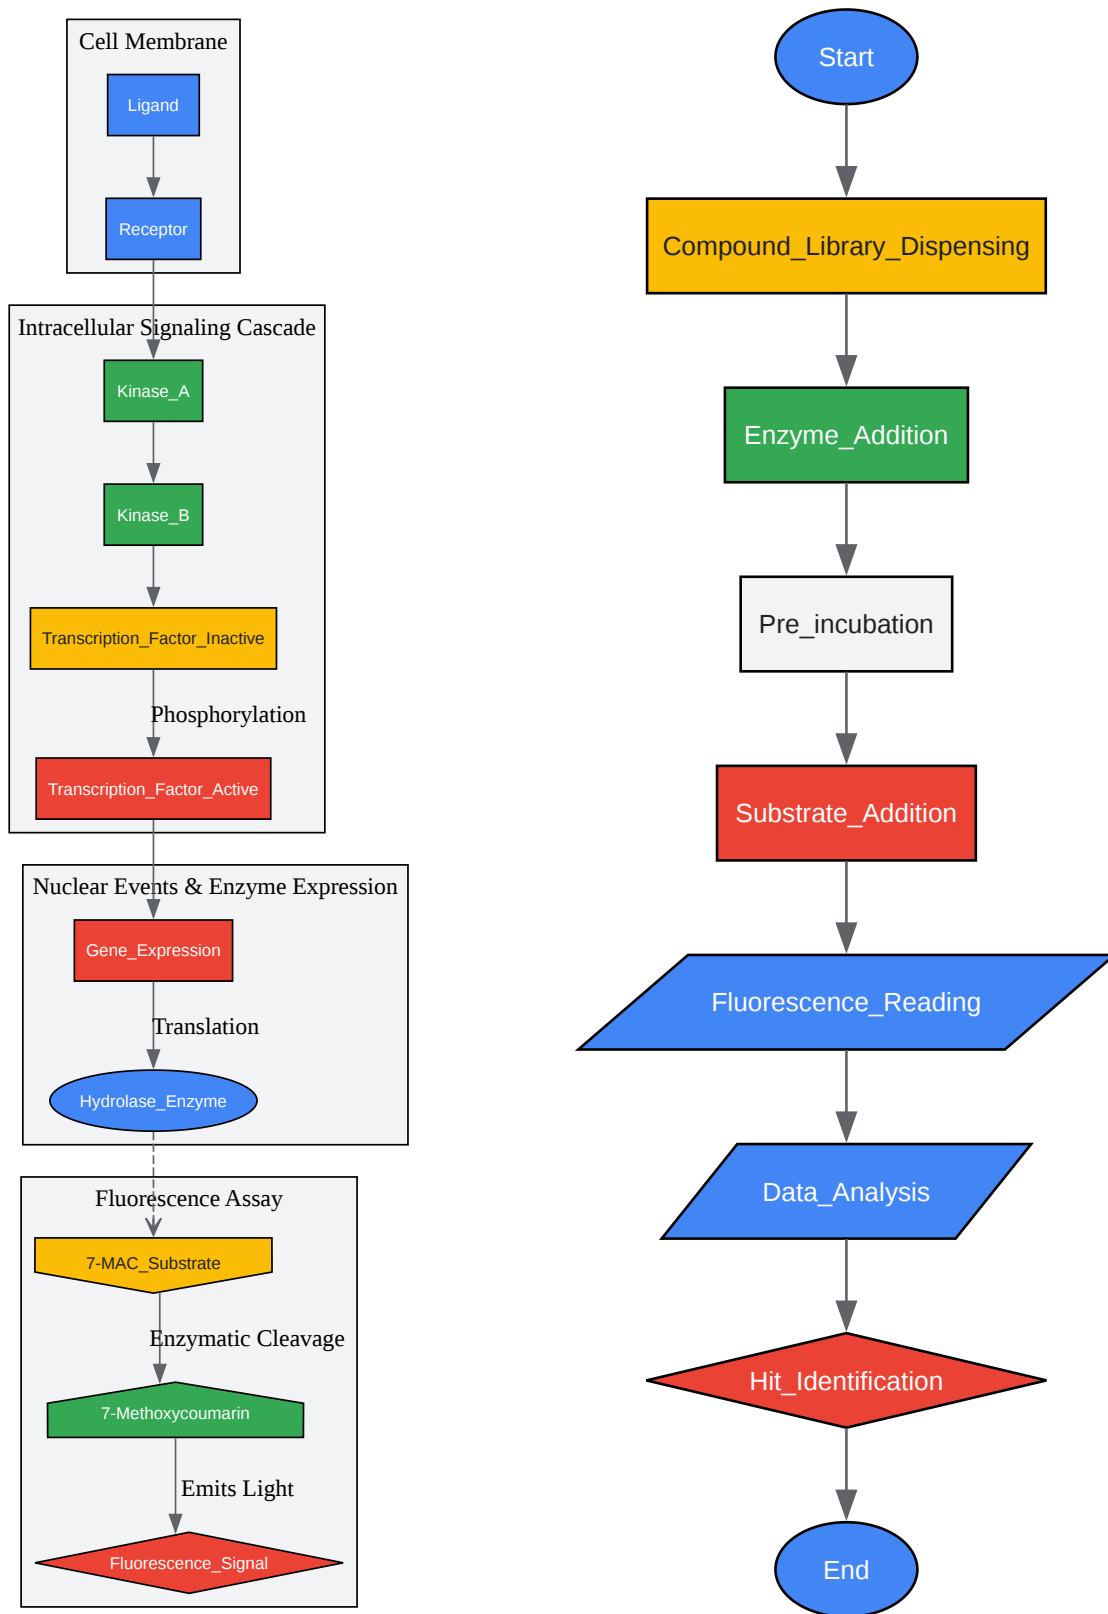 Cell Membrane
Ligand
Receptor
Intracellular Signaling Cascade
Kinase_A
Kinase_B
Transcription_Factor_Inactive
Phosphorylation
Transcription_Factor_Active
Nuclear Events & Enzyme Expression
Gene_Expression
Translation
Hydrolase_Enzyme
Fluorescence Assay
7-MAC_Substrate
Enzymatic Cleavage
7-Methoxycoumarin
Emits Light
Fluorescence_Signal
Start
Compound_Library_Dispensing
Enzyme_Addition
Pre_incubation
Substrate_Addition
Fluorescence_Reading
Data_Analysis
Hit_Identification
End